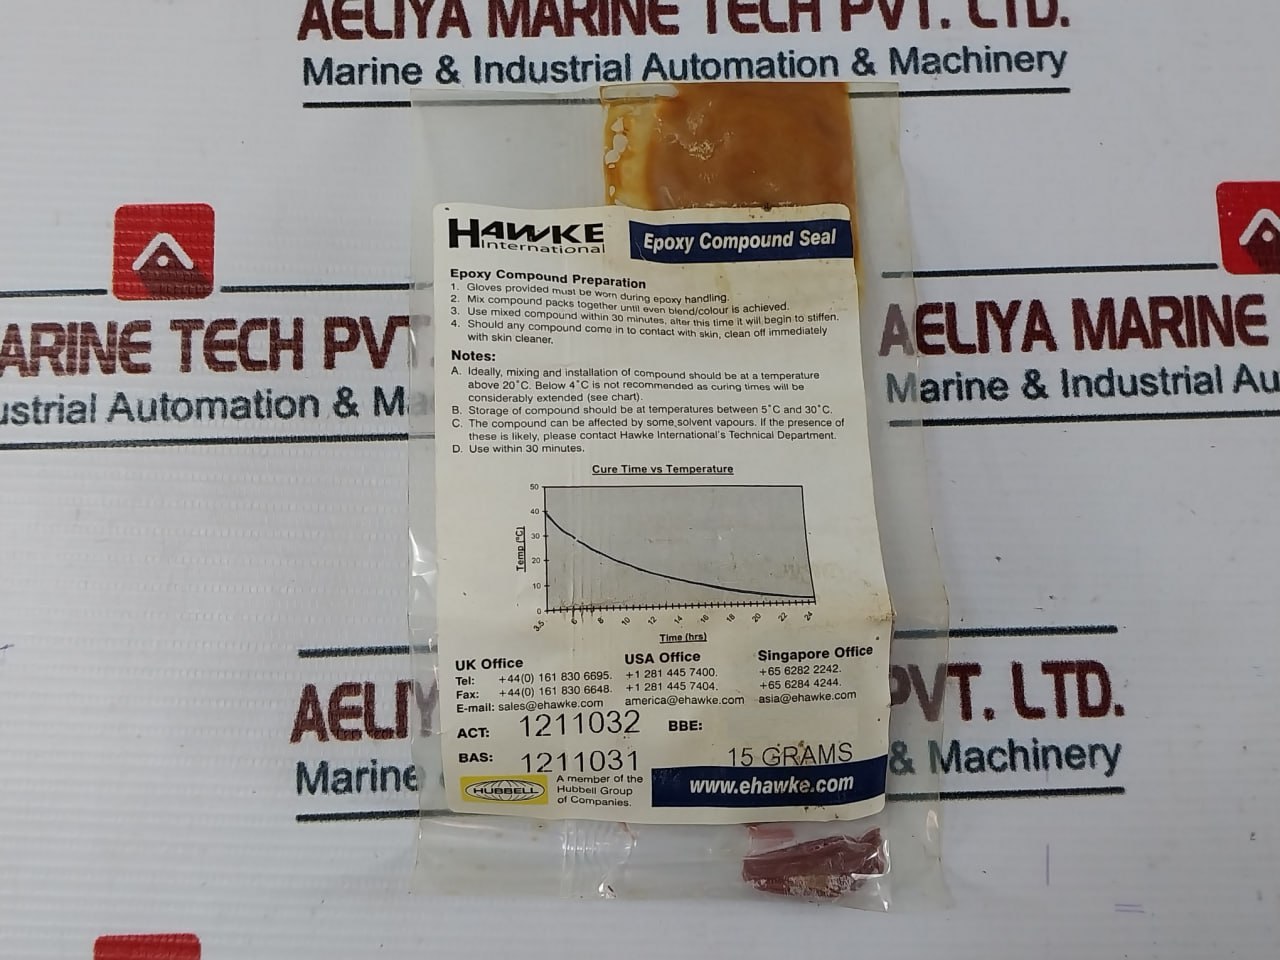 AELIYA MARINE TECH PVT. LTD.
Marine & Industrial Automation & Machinery
ARINE TECH PVT.
ustrial Automation & Ma
AELIYA MARINE
Marine & Industrial Au
HAWKE
International
Epoxy Compound Seal
Epoxy Compound Preparation
1. Gloves provided must be worn during epoxy handling.
2. Mix compound packs together until even blend/colour is achieved.
3. Use mixed compound within 30 minutes, after this time it will begin to stiffen.
4. Should any compound come in to contact with skin, clean off immediately
with skin cleaner.
Notes:
A. Ideally, mixing and installation of compound should be at a temperature
above 20°C. Below 4°C is not recommended as curing times will be
considerably extended (see chart).
B. Storage of compound should be at temperatures between 5°C and 30°C.
C. The compound can be affected by some solvent vapours. If the presence of
these is likely, please contact Hawke International's Technical Department.
D. Use within 30 minutes.
Cure Time vs Temperature
50
40
30
20
10
0
Temp (°C)
3.5 6 8 10 12 14 16 18 20 22 24
Time (hrs)
UK Office
Tel: +44(0) 161 830 6695.
Fax: +44(0) 161 830 6648.
E-mail: sales@ehawke.com
USA Office
+1 281 445 7400.
+1 281 445 7404.
america@ehawke.com
Singapore Office
+65 6282 2242.
+65 6284 4244.
asia@ehawke.com
ACT: 1211032 BBE:
BAS: 1211031 15 GRAMS
HUBBELL
A member of the
Hubbell Group
of Companies.
www.ehawke.com
AELIY
PVT. LTD.
Marine
& Machinery